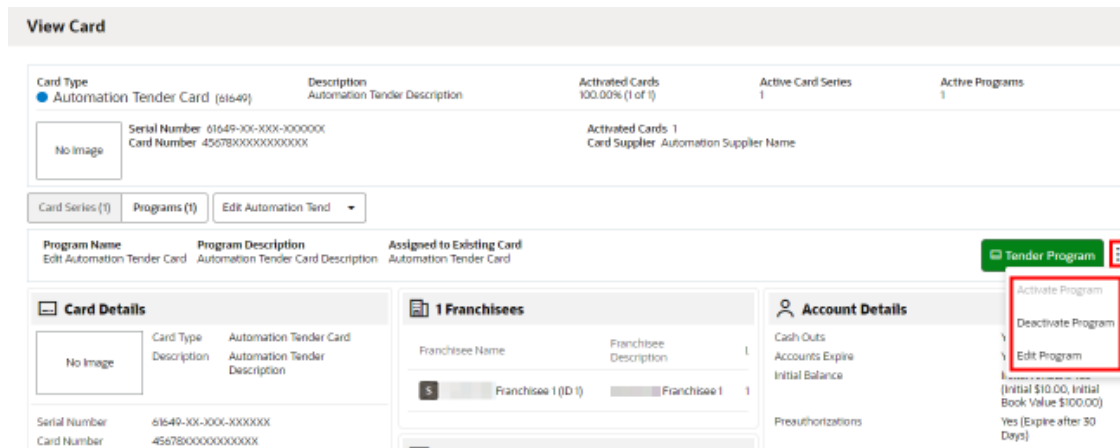 View Card
Card Type Description Activated Cards Active Card Series Active Programs
Automation Tender Card (61649) Automation Tender Description 100.00% (1 of 1) 1 1
No Image
Serial Number 61649-XX-XXX-XXXXXX Activated Cards 1
Card Number 45678XXXXXXXXXXX Card Supplier Automation Supplier Name
Card Series (1) Programs (1) Edit Automation Tend
Program Name Program Description Assigned to Existing Card
Edit Automation Tender Card Automation Tender Card Description Automation Tender Card
Tender Program
Activate Program
Deactivate Program
Edit Program
Card Details
No Image
Card Type Automation Tender Card
Description Automation Tender
Description
Serial Number 61649-XX-XXX-XXXXXX
Card Number 45678XXXXXXXXXXX
1 Franchisees
Franchisee Name Franchisee
Description
S Franchisee 1 (ID 1) Franchisee 1 1
Account Details
Cash Outs
Accounts Expire
Initial Balance
(Initial $10.00, Initial
Book Value $100.00)
Preauthorizations Yes (Expire after 30
Days)